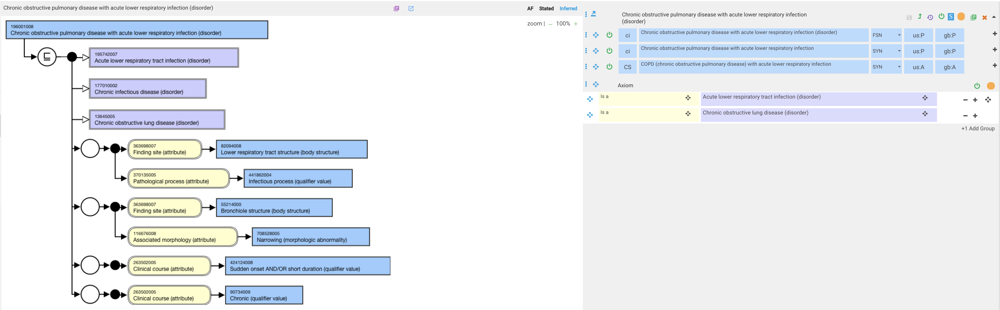 Chronic obstructive pulmonary disease with acute lower respiratory infection (disorder)
AF Stated Inferred
zoom | – 100% +
196001008
Chronic obstructive pulmonary disease with acute lower respiratory infection (disorder)
195742007
Acute lower respiratory tract infection (disorder)
177010002
Chronic infectious disease (disorder)
13645005
Chronic obstructive lung disease (disorder)
363698007
Finding site (attribute)
82094008
Lower respiratory tract structure (body structure)
370135005
Pathological process (attribute)
441862004
Infectious process (qualifier value)
363698007
Finding site (attribute)
55214000
Bronchiole structure (body structure)
116676008
Associated morphology (attribute)
708528005
Narrowing (morphologic abnormality)
263502005
Clinical course (attribute)
424124008
Sudden onset AND/OR short duration (qualifier value)
263502005
Clinical course (attribute)
90734009
Chronic (qualifier value)
Chronic obstructive pulmonary disease with acute lower respiratory infection
(disorder)
S
ci Chronic obstructive pulmonary disease with acute lower respiratory infection (disorder) FSN us:P gb:P +
ci Chronic obstructive pulmonary disease with acute lower respiratory infection SYN us:P gb:P +
CS COPD (chronic obstructive pulmonary disease) with acute lower respiratory infection SYN us:A gb:A +
Axiom
Is a Acute lower respiratory tract infection (disorder) – +
Is a Chronic obstructive lung disease (disorder) – +
+1 Add Group